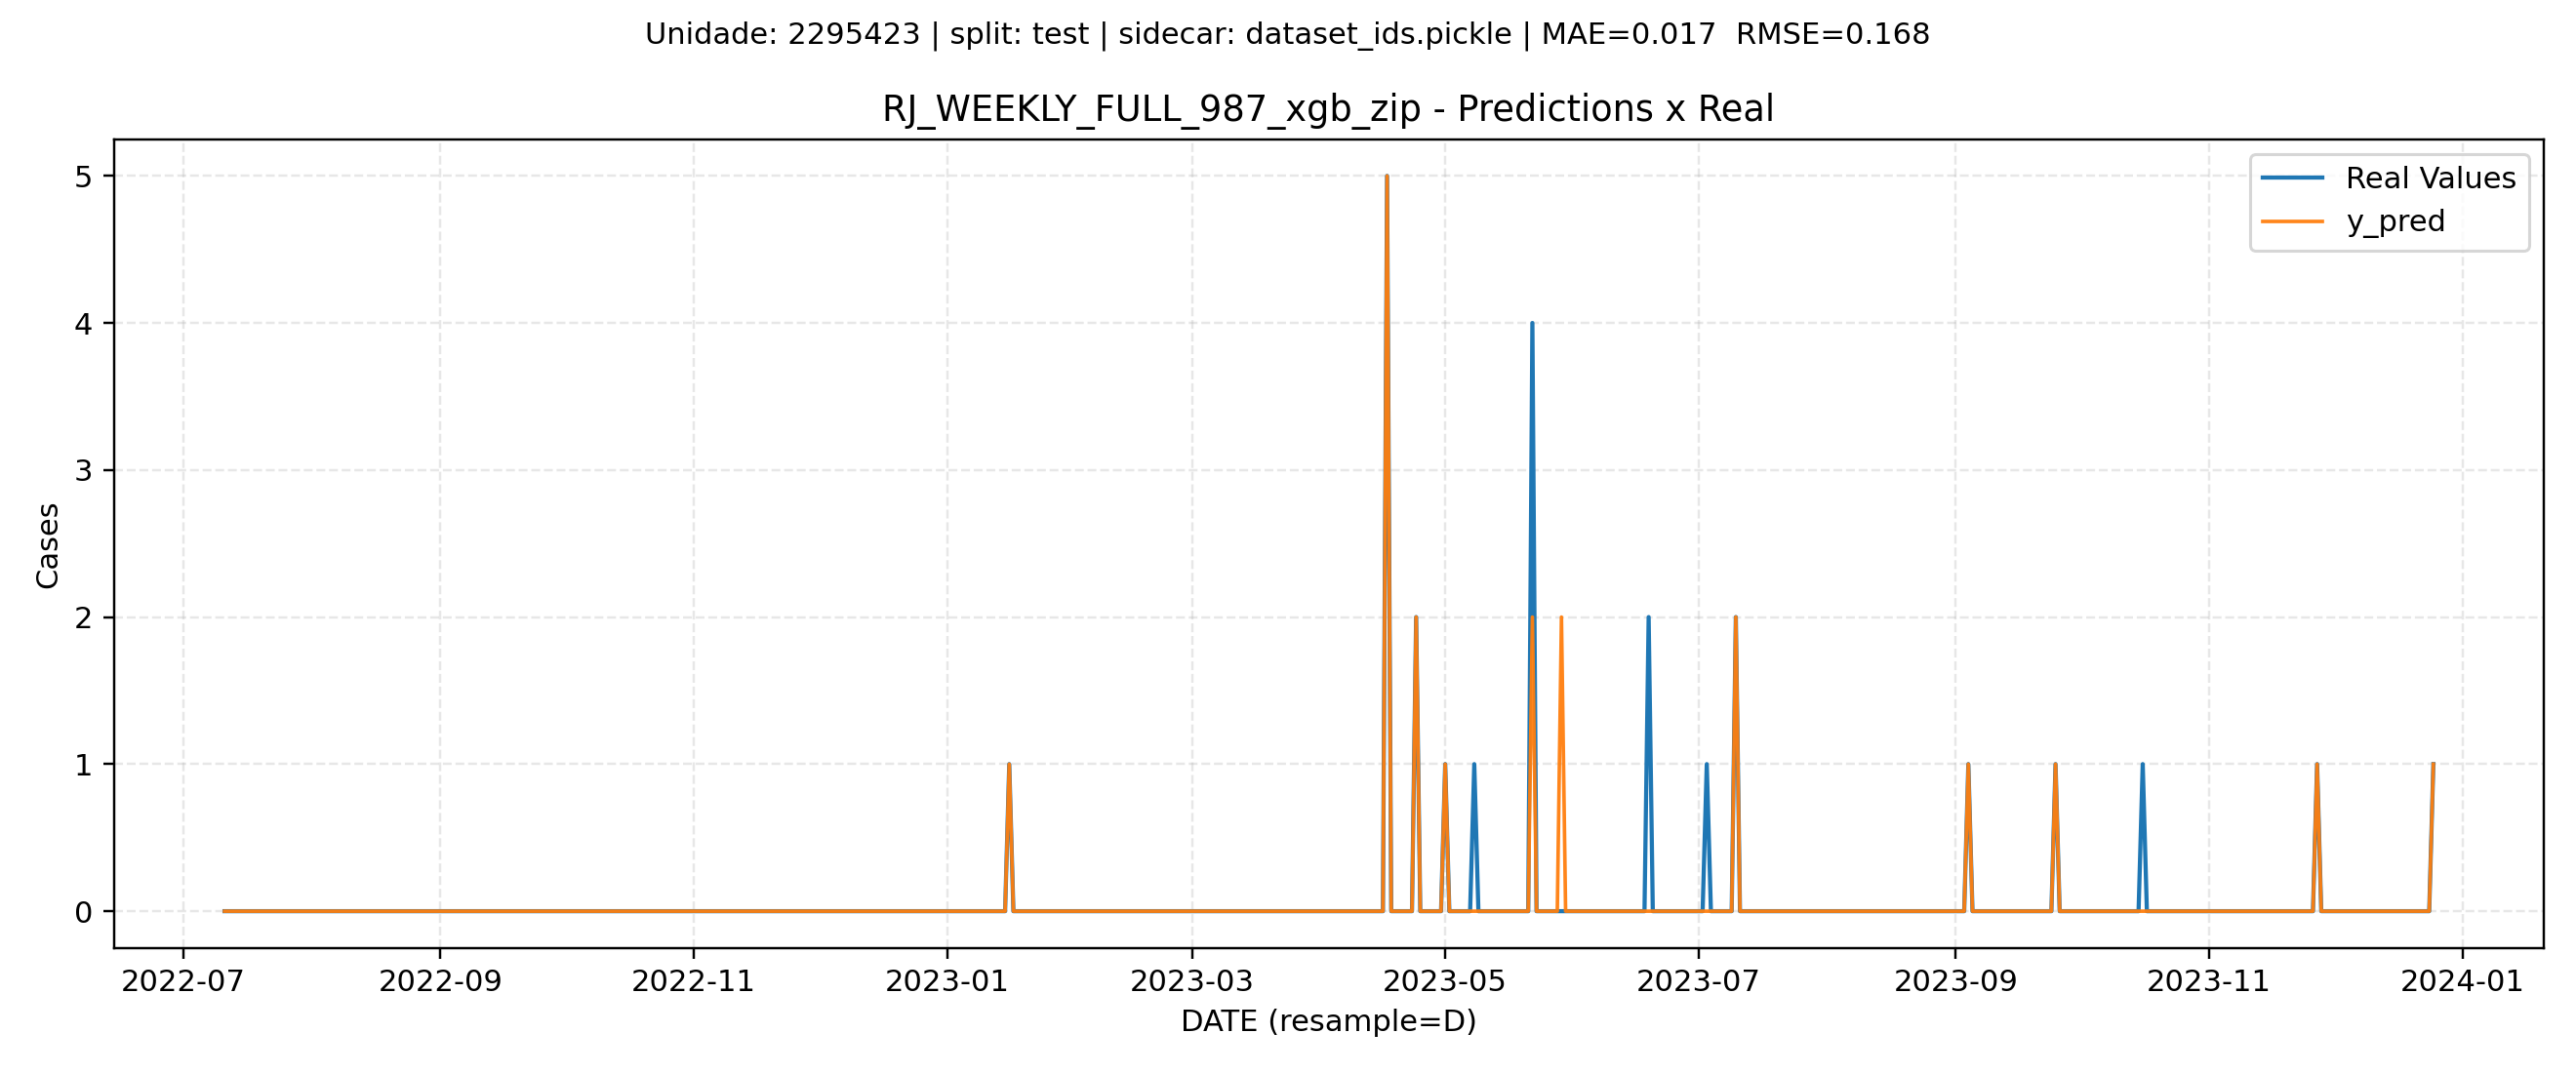 Unidade: 2295423 | split: test | sidecar: dataset_ids.pickle | MAE=0.017  RMSE=0.168
RJ_WEEKLY_FULL_987_xgb_zip - Predictions x Real
Real Values
y_pred
Cases
5
4
3
2
1
0
2022-07 2022-09 2022-11 2023-01 2023-03 2023-05 2023-07 2023-09 2023-11 2024-01
DATE (resample=D)